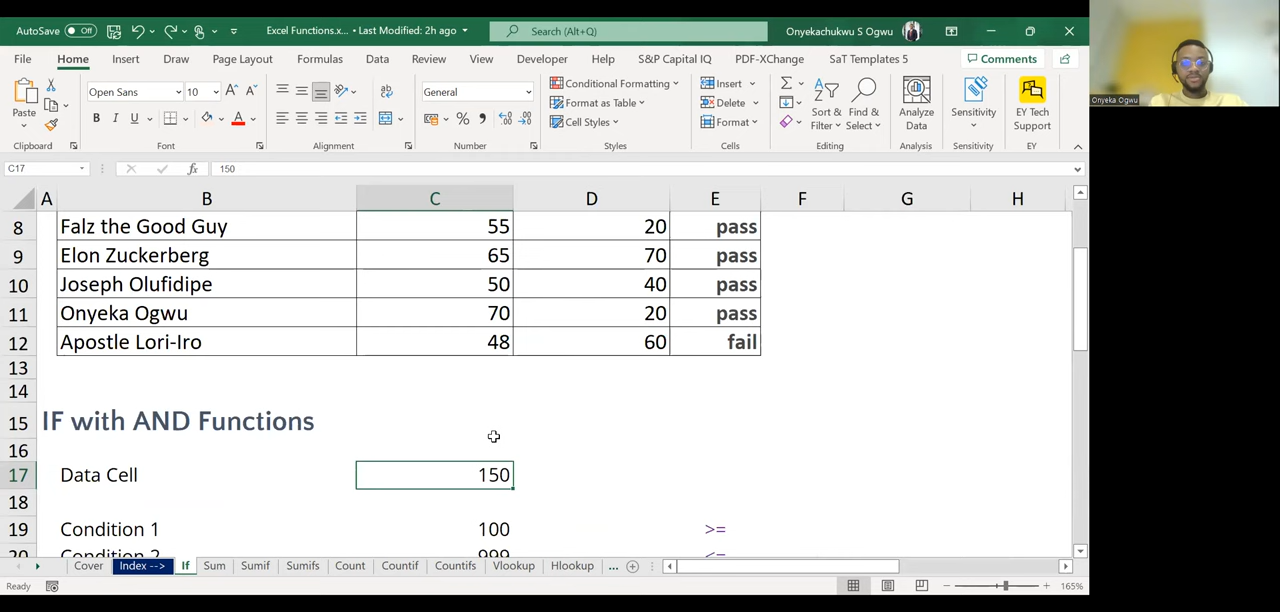 AutoSave Off Excel Functions.x... • Last Modified: 2h ago Search (Alt+Q) Onyekachukwu S Ogwu
File Home Insert Draw Page Layout Formulas Data Review View Developer Help S&P Capital IQ PDF-XChange SaT Templates 5 Comments
Paste Open Sans 10 General Conditional Formatting Insert Sort & Find & Analyze Sensitivity EY Tech
B I U A Format as Table Delete Filter Select Data Support
Cell Styles Format
Clipboard Font Alignment Number Styles Cells Editing Analysis Sensitivity EY
Onyeka Ogwu
C17 fx 150
A B C D E F G H
8 Falz the Good Guy 55 20 pass
9 Elon Zuckerberg 65 70 pass
10 Joseph Olufidipe 50 40 pass
11 Onyeka Ogwu 70 20 pass
12 Apostle Lori-Iro 48 60 fail
13
14
15 IF with AND Functions
16
17 Data Cell 150
18
19 Condition 1 100 >=
20 Condition 2 999 <=
Cover Index --> If Sum Sumif Sumifs Count Countif Countifs Vlookup Hlookup ...
Ready 165%